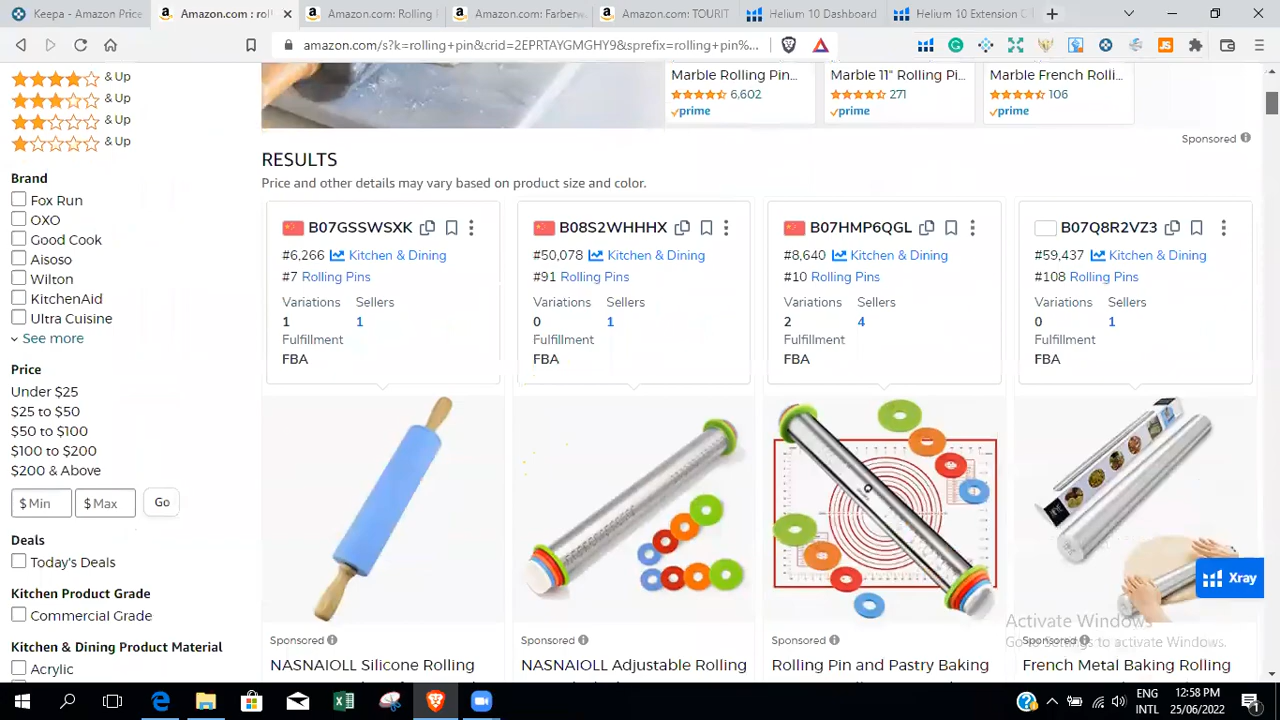 Keepa - Amazon Price
Amazon.com : roll
Amazon.com: Rolling
Amazon.com: Farberw
Amazon.com: TOURIT
Helium 10 Dashboard
Helium 10 Extension C
amazon.com/s?k=rolling+pin&crid=2EPRTAYGMGHY9&sprefix=rolling+pin%...
& Up
& Up
& Up
& Up
Brand
Fox Run
OXO
Good Cook
Aisoso
Wilton
KitchenAid
Ultra Cuisine
See more
Price
Under $25
$25 to $50
$50 to $100
$100 to $200
$200 & Above
$ Min $ Max Go
Deals
Today's Deals
Kitchen Product Grade
Commercial Grade
Kitchen & Dining Product Material
Acrylic
Marble Rolling Pin...
6,602
prime
Marble 11" Rolling Pi...
271
prime
Marble French Rolli...
106
prime
Sponsored
RESULTS
Price and other details may vary based on product size and color.
B07GSSWSXK
#6,266 Kitchen & Dining
#7 Rolling Pins
Variations Sellers
1 1
Fulfillment
FBA
Sponsored
NASNAIOLL Silicone Rolling
B08S2WHHHX
#50,078 Kitchen & Dining
#91 Rolling Pins
Variations Sellers
0 1
Fulfillment
FBA
Sponsored
NASNAIOLL Adjustable Rolling
B07HMP6QGL
#8,640 Kitchen & Dining
#10 Rolling Pins
Variations Sellers
2 4
Fulfillment
FBA
Sponsored
Rolling Pin and Pastry Baking
B07Q8R2VZ3
#59,437 Kitchen & Dining
#108 Rolling Pins
Variations Sellers
0 1
Fulfillment
FBA
Sponsored
French Metal Baking Rolling
Xray
Activate Windows
Go to Settings to activate Windows.
ENG
INTL
12:58 PM
25/06/2022